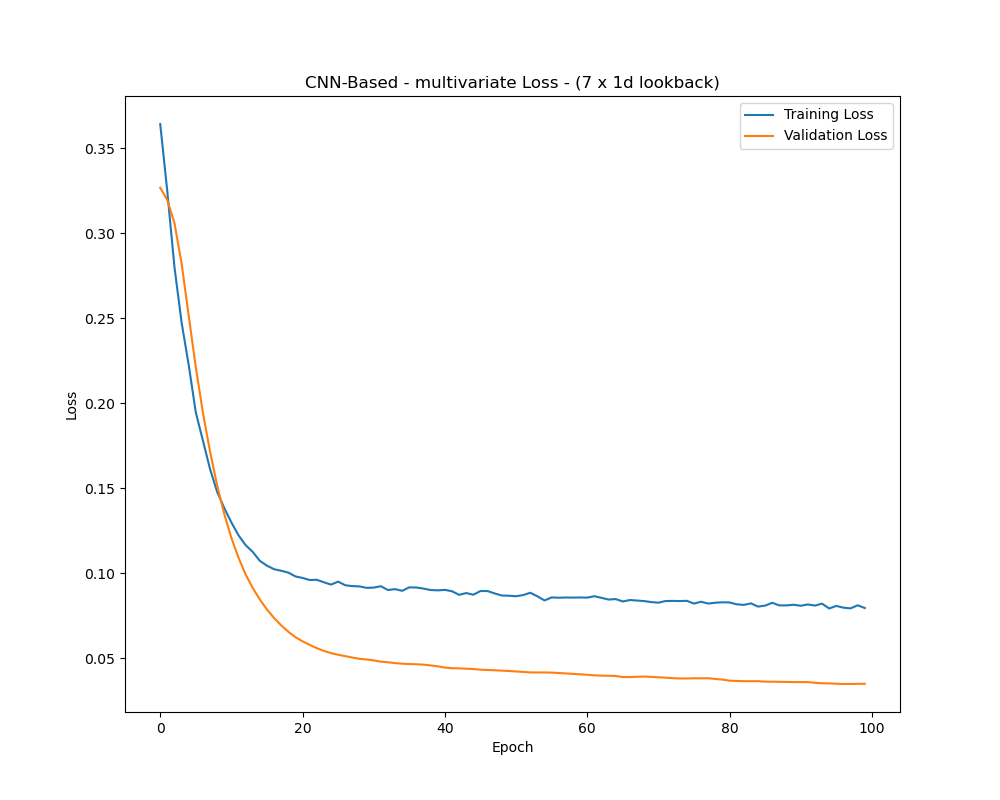 CNN-Based - multivariate Loss - (7 x 1d lookback)
Training Loss
Validation Loss
0.35
0.30
0.25
0.20
0.15
0.10
0.05
Loss
0 20 40 60 80 100
Epoch